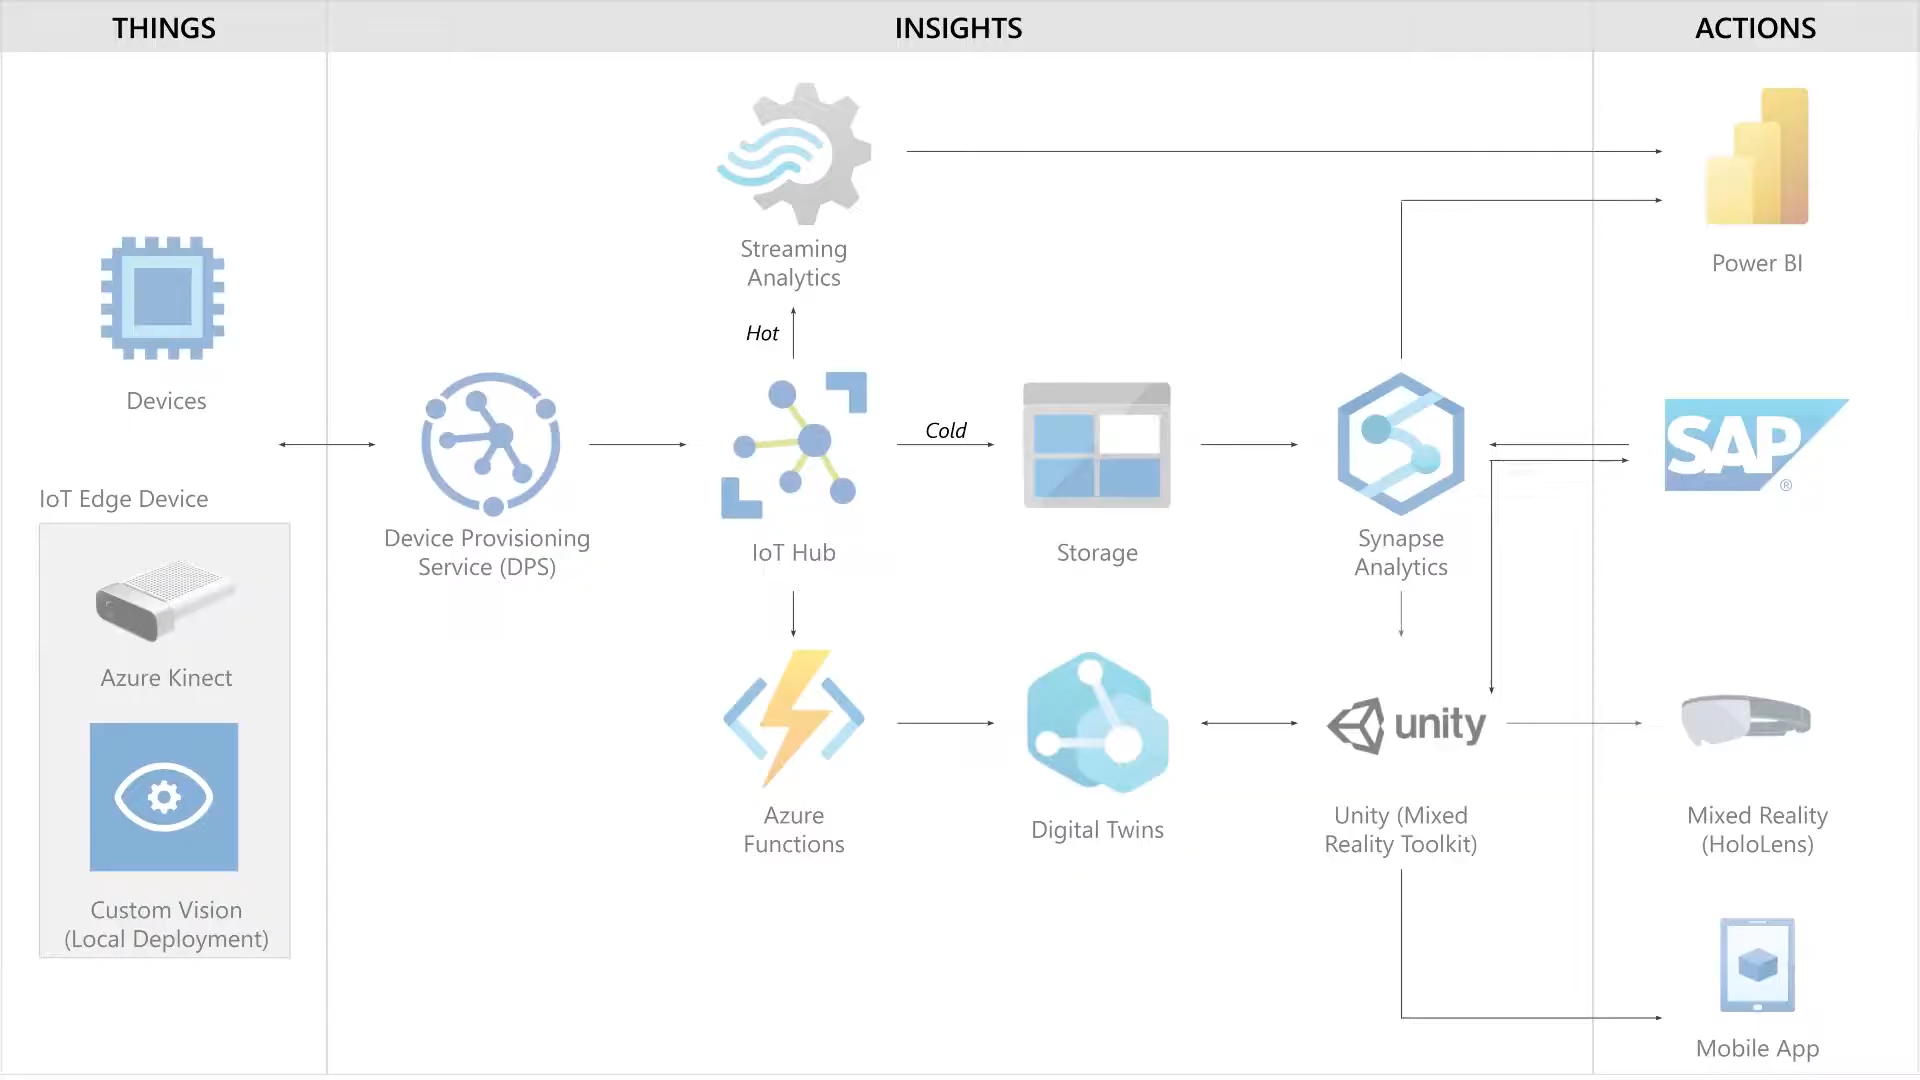 THINGS
INSIGHTS
ACTIONS
Streaming
Analytics
Power BI
Hot
Devices
Cold
SAP
®
IoT Edge Device
Device Provisioning
Service (DPS)
IoT Hub
Storage
Synapse
Analytics
Azure Kinect
unity
Azure
Functions
Digital Twins
Unity (Mixed
Reality Toolkit)
Mixed Reality
(HoloLens)
Custom Vision
(Local Deployment)
Mobile App